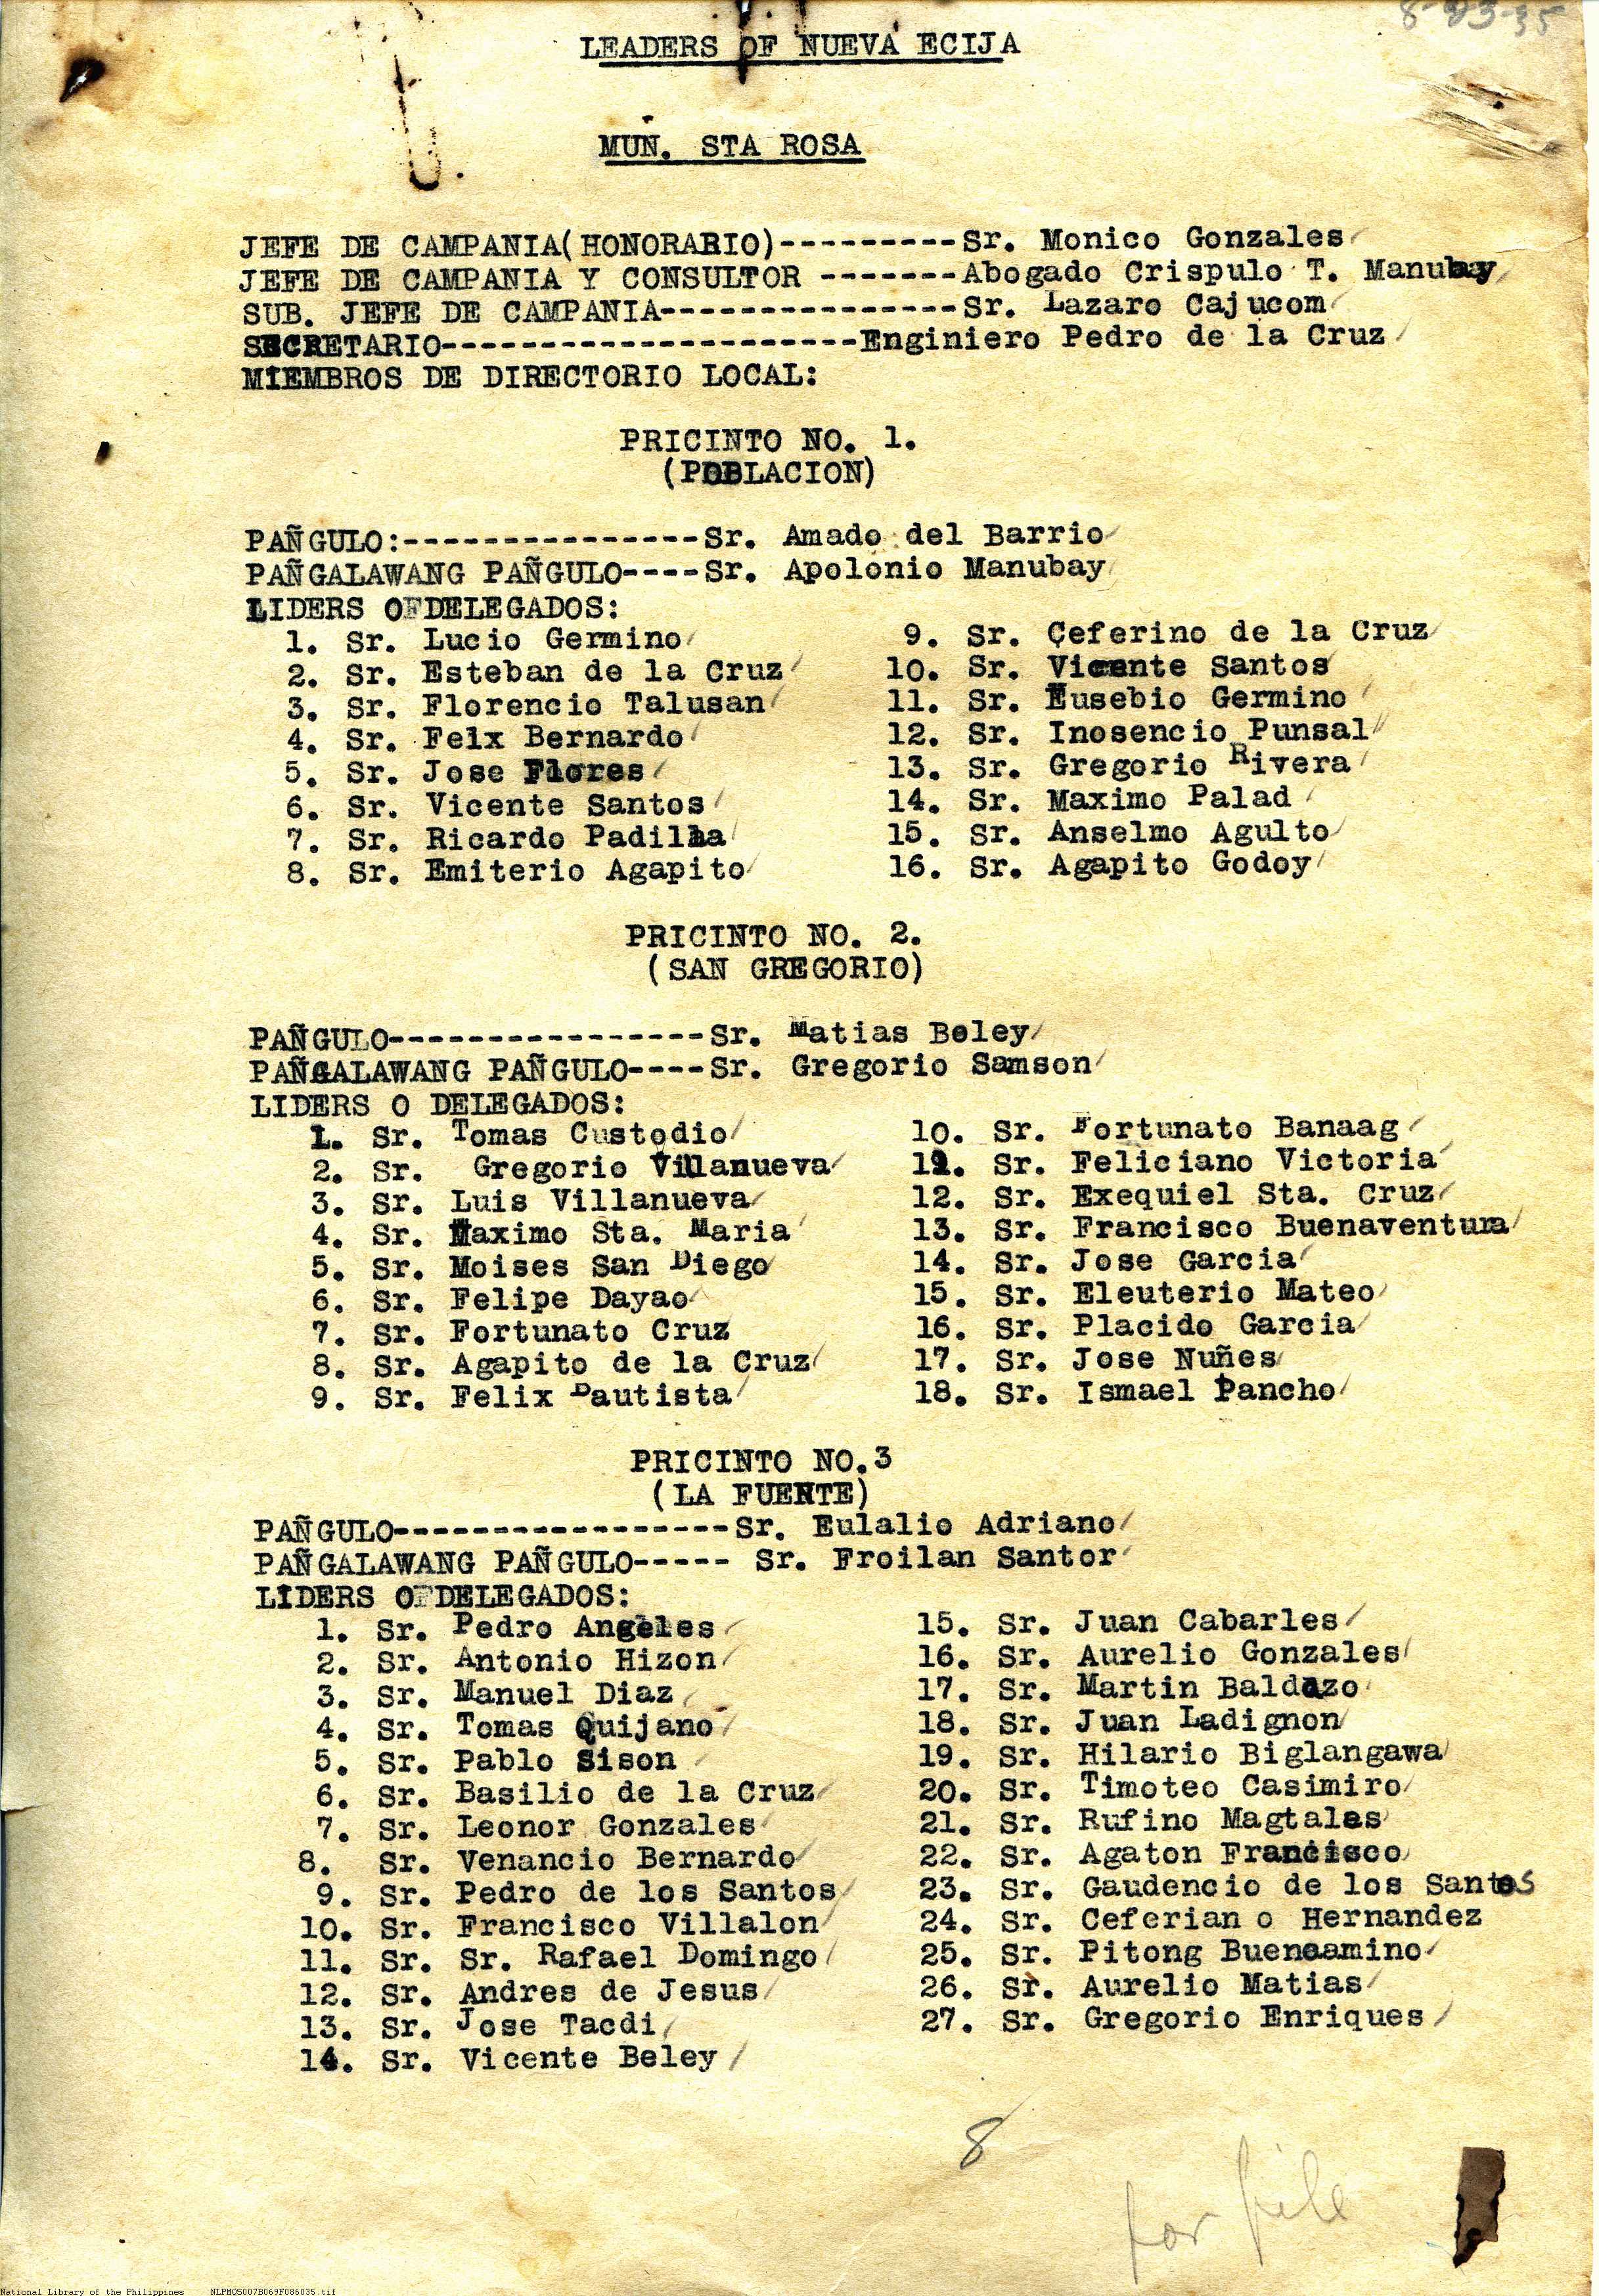 8-23-35
LEADERS OF NUEVA ECIJA
MUN. STA ROSA
JEFE DE CAMPANIA(HONORARIO)---------Sr. Monico Gonzales
JEFE DE CAMPANIA Y CONSULTOR -------Abogado Crispulo T. Manubay
SUB. JEFE DE CAMPANIA---------------Sr. Lazaro Cajucom
SECRETARIO---------------------Enginiero Pedro de la Cruz
MIEMBROS DE DIRECTORIO LOCAL:
PRICINTO NO. 1.
(POBLACION)
PAÑGULO:---------------Sr. Amado del Barrio
PAÑGALAWANG PAÑGULO----Sr. Apolonio Manubay
LIDERS OF DELEGADOS:
1. Sr. Lucio Germino
2. Sr. Esteban de la Cruz
3. Sr. Florencio Talusan
4. Sr. Felx Bernardo
5. Sr. Jose Flores
6. Sr. Vicente Santos
7. Sr. Ricardo Padilla
8. Sr. Emiterio Agapito
9. Sr. Ceferino de la Cruz
10. Sr. Vicente Santos
11. Sr. Eusebio Germino
12. Sr. Inosencio Punsal
13. Sr. Gregorio Rivera
14. Sr. Maximo Palad
15. Sr. Anselmo Agulto
16. Sr. Agapito Godoy
PRICINTO NO. 2.
(SAN GREGORIO)
PAÑGULO----------------Sr. Matias Beley
PAÑGALAWANG PAÑGULO----Sr. Gregorio Samson
LIDERS O DELEGADOS:
1. Sr. Tomas Custodio
2. Sr. Gregorio Villanueva
3. Sr. Luis Villanueva
4. Sr. Maximo Sta. Maria
5. Sr. Moises San Diego
6. Sr. Felipe Dayao
7. Sr. Fortunato Cruz
8. Sr. Agapito de la Cruz
9. Sr. Felix Bautista
10. Sr. Fortunato Banaag
11. Sr. Feliciano Victoria
12. Sr. Exequiel Sta. Cruz
13. Sr. Francisco Buenaventura
14. Sr. Jose Garcia
15. Sr. Eleuterio Mateo
16. Sr. Placido Garcia
17. Sr. Jose Nuñes
18. Sr. Ismael Pancho
PRICINTO NO.3
(LA FUENTE)
PAÑGULO-----------------Sr. Eulalio Adriano
PAÑGALAWANG PAÑGULO----- Sr. Froilan Santor
LIDERS OF DELEGADOS:
1. Sr. Pedro Angeles
2. Sr. Antonio Hizon
3. Sr. Manuel Diaz
4. Sr. Tomas Quijano
5. Sr. Pablo Sison
6. Sr. Basilio de la Cruz
7. Sr. Leonor Gonzales
8. Sr. Venancio Bernardo
9. Sr. Pedro de los Santos
10. Sr. Francisco Villalon
11. Sr. Sr. Rafael Domingo
12. Sr. Andres de Jesus
13. Sr. Jose Tacdi
14. Sr. Vicente Beley
15. Sr. Juan Cabarles
16. Sr. Aurelio Gonzales
17. Sr. Martin Baldazo
18. Sr. Juan Ladignon
19. Sr. Hilario Biglangawa
20. Sr. Timoteo Casimiro
21. Sr. Rufino Magtales
22. Sr. Agaton Francisco
23. Sr. Gaudencio de los Santos
24. Sr. Ceferian o Hernandez
25. Sr. Pitong Buencamino
26. Sr. Aurelio Matias
27. Sr. Gregorio Enriques
8
for file
National Library of the Philippines NLPMQS007B069F086035.tif